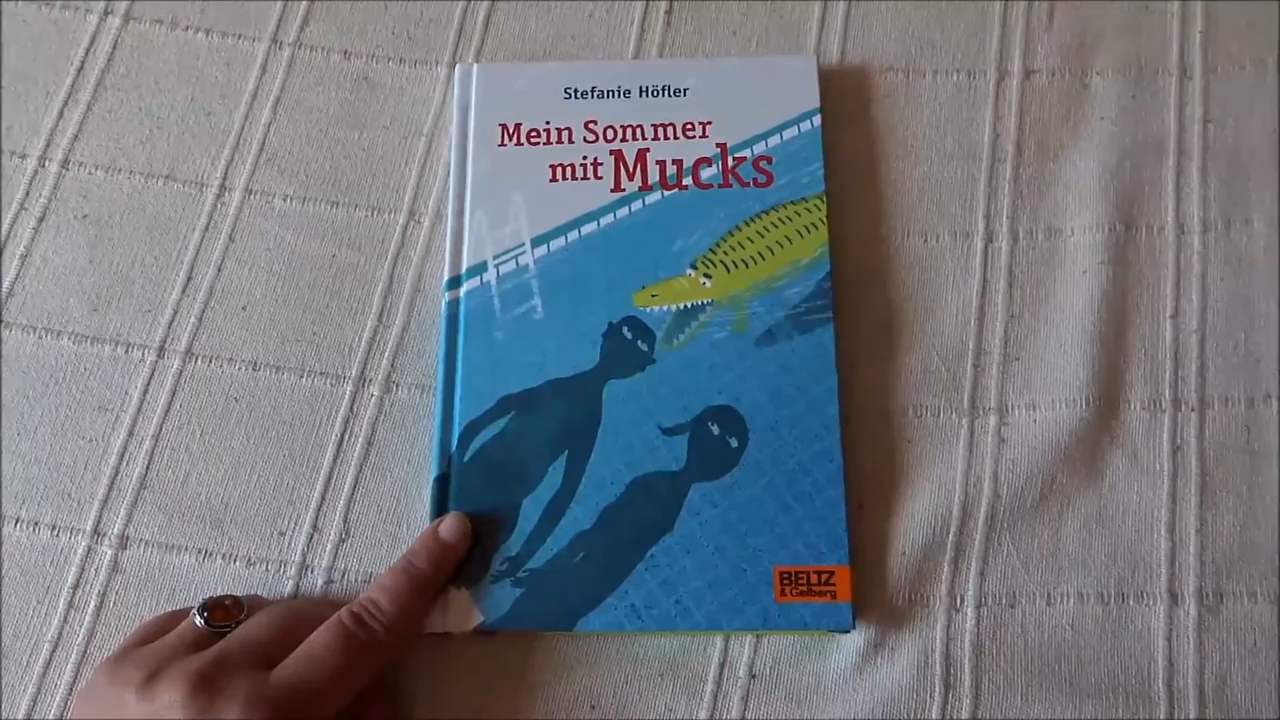 Stefanie Höfler
Mein Sommer
mit Mucks
BELTZ
& Gelberg